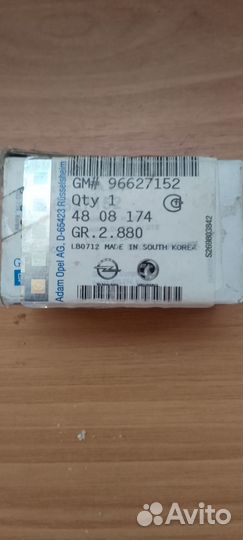 GM# 96627152
Qty 1
48 08 174
GR.2.880
LB0712 MADE IN SOUTH KOREA
Adam Opel AG, D-65423 Rüsselsheim
S269803842
G
Avito